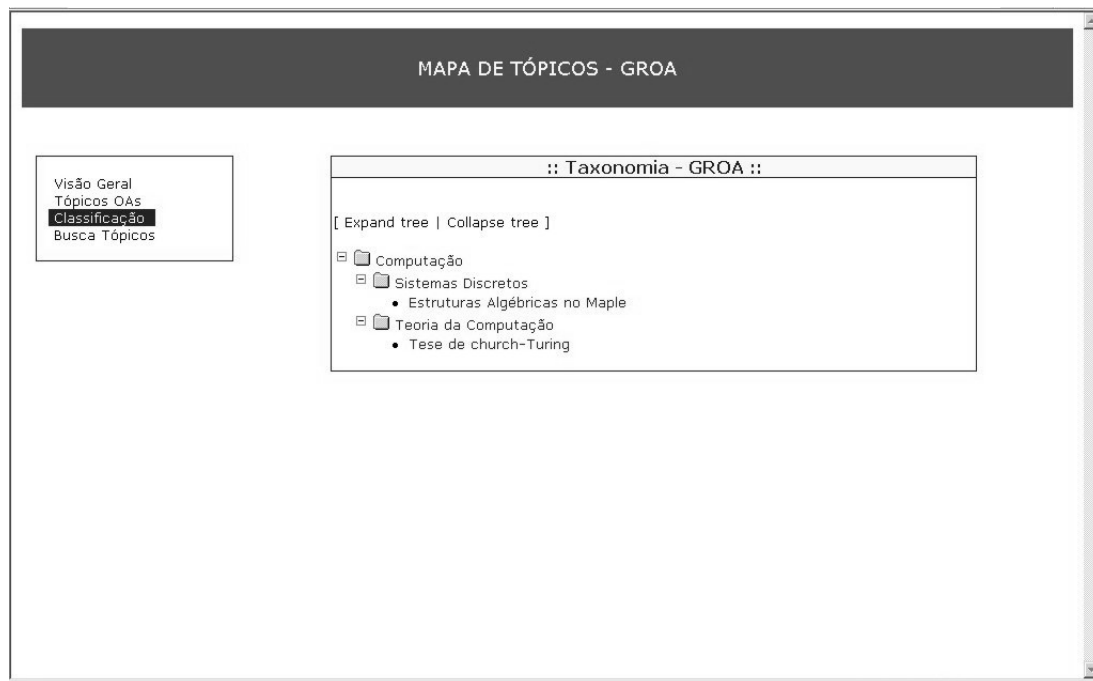 MAPA DE TÓPICOS - GROA
Visão Geral
Tópicos OAs
Classificação
Busca Tópicos
:: Taxonomia - GROA ::
[ Expand tree | Collapse tree ]
Computação
Sistemas Discretos
• Estruturas Algébricas no Maple
Teoria da Computação
• Tese de church-Turing